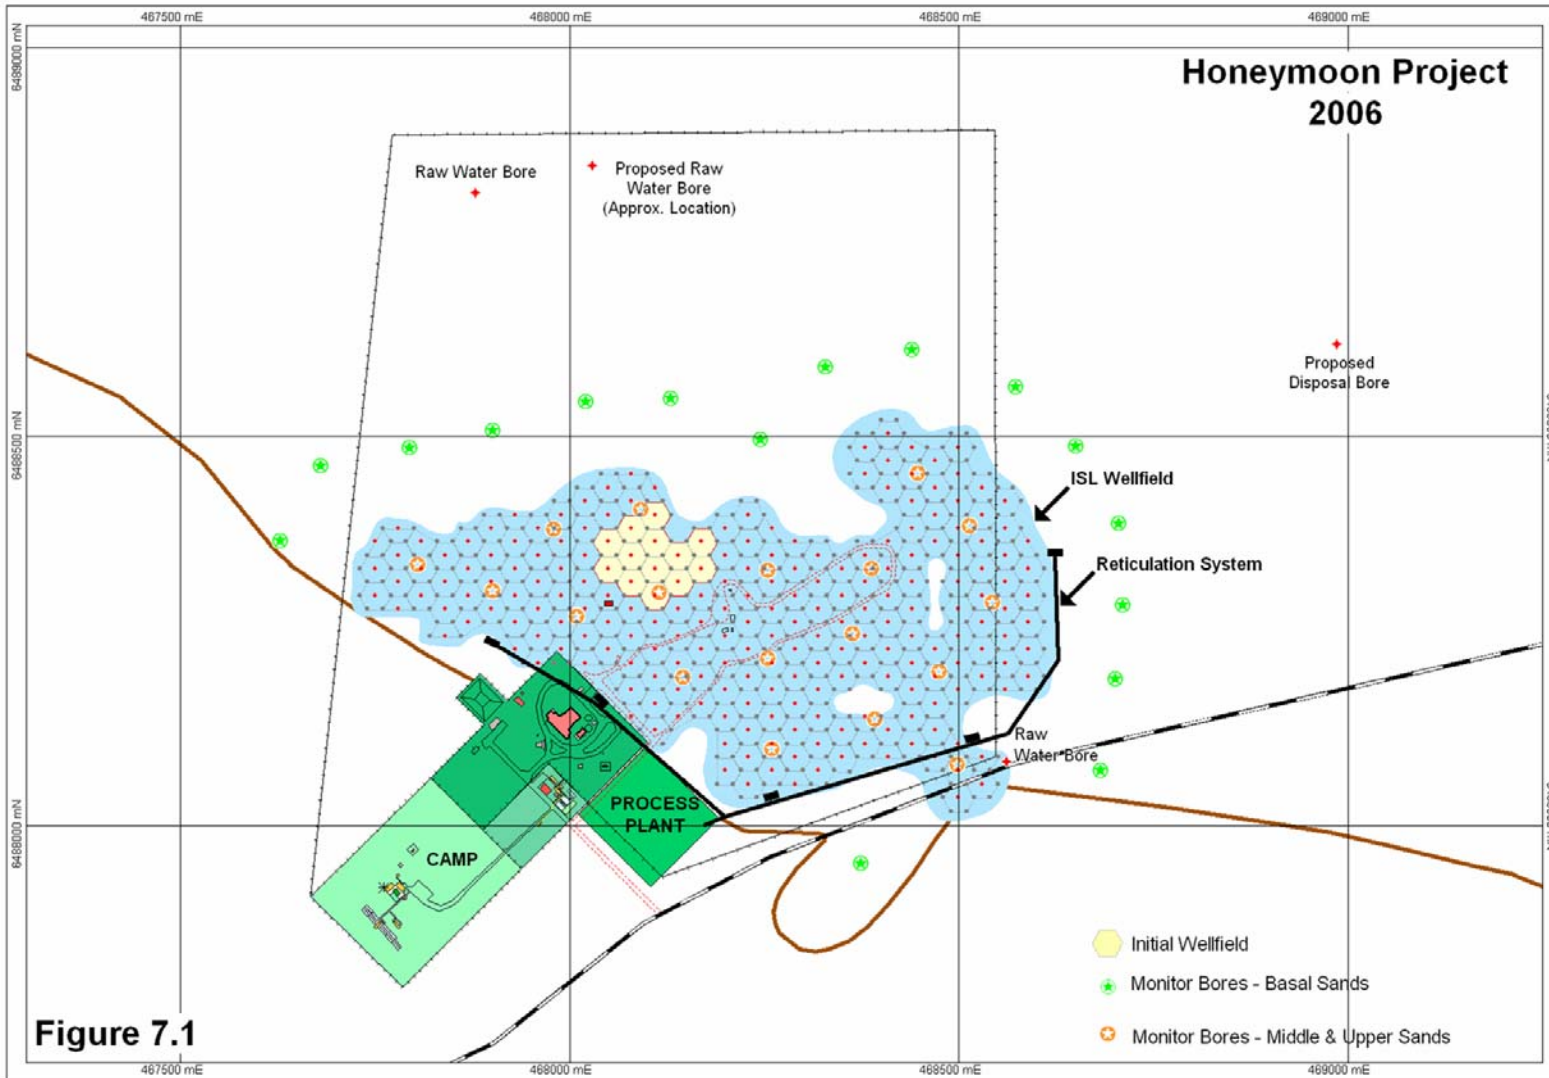 467500 mE
468000 mE
468500 mE
469000 mE
6489000 mN
Honeymoon Project
2006
Raw Water Bore
Proposed Raw
Water Bore
(Approx. Location)
Proposed
Disposal Bore
6488500 mN
ISL Wellfield
Reticulation System
Raw
Water Bore
PROCESS
PLANT
6488000 mN
CAMP
Initial Wellfield
Monitor Bores - Basal Sands
Monitor Bores - Middle & Upper Sands
Figure 7.1
467500 mE
468000 mE
468500 mE
469000 mE